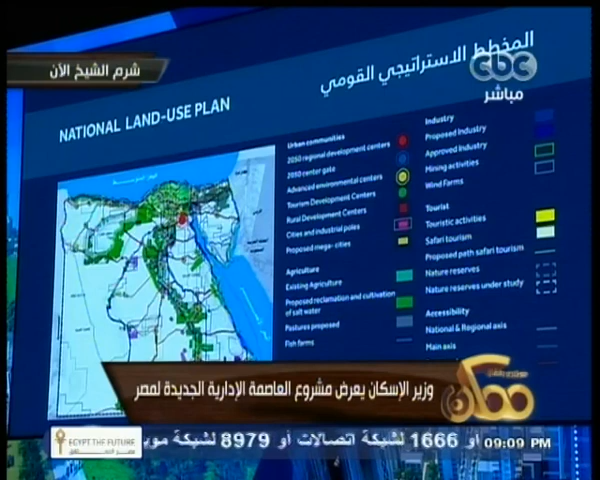 المخطط الاستراتيجي القومي
cbc
مباشر
شرم الشيخ الآن
NATIONAL LAND-USE PLAN
Urban communities
2050 regional development centers
2050 center gate
Advanced environmental centers
Tourism Development Centers
Rural Development Centers
Cities and industrial poles
Proposed mega- cities
Agriculture
Existing Agriculture
Proposed reclamation and cultivation
of salt water
Pastures proposed
Fish farms
Industry
Proposed Industry
Approved Industry
Mining activities
Wind Farms
Tourist
Touristic activities
Safari tourism
Proposed path safari tourism
Nature reserves
Nature reserves under study
Accessibility
National & Regional axis
Main axis
وزير الإسكان يعرض مشروع العاصمة الإدارية الجديدة لمصر
ممكن
EGYPT THE FUTURE
أو 1666 لشبكة اتصالات أو 8979 لشبكة موبي
09:09 PM